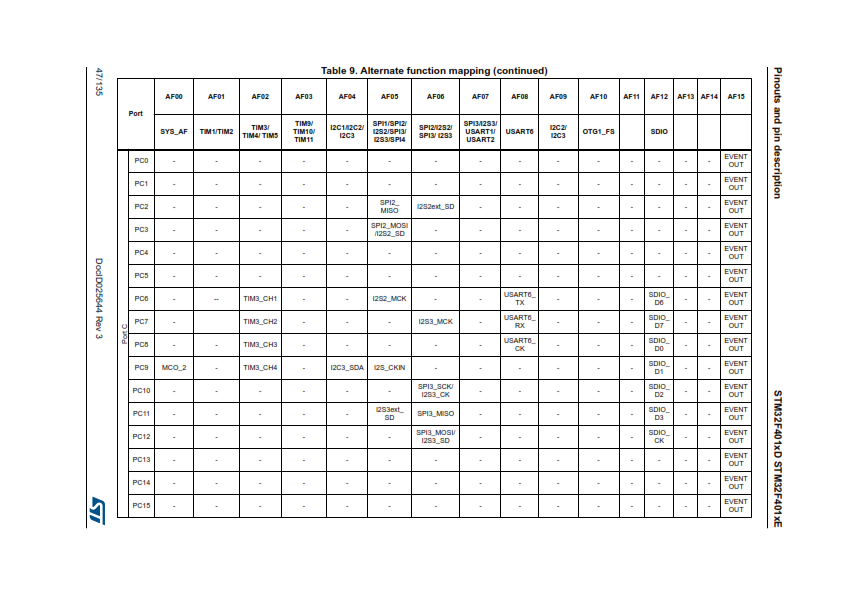 Table 9. Alternate function mapping (continued)
Port AF00 AF01 AF02 AF03 AF04 AF05 AF06 AF07 AF08 AF09 AF10 AF11 AF12 AF13 AF14 AF15
SYS_AF TIM1/TIM2 TIM3/ TIM4/ TIM5 TIM9/ TIM10/ TIM11 I2C1/I2C2/ I2C3 SPI1/SPI2/ I2S2/SPI3/ I2S3/SPI4 SPI2/I2S2/ SPI3/ I2S3 SPI3/I2S3/ USART1/ USART2 USART6 I2C2/ I2C3 OTG1_FS SDIO
Port C
PC0 - - - - - - - - - - - - - - - EVENT OUT
PC1 - - - - - - - - - - - - - - - EVENT OUT
PC2 - - - - - SPI2_ MISO I2S2ext_SD - - - - - - - - EVENT OUT
PC3 - - - - - SPI2_MOSI /I2S2_SD - - - - - - - - - EVENT OUT
PC4 - - - - - - - - - - - - - - - EVENT OUT
PC5 - - - - - - - - - - - - - - - EVENT OUT
PC6 - -- TIM3_CH1 - - I2S2_MCK - - USART6_ TX - - - SDIO_ D6 - - EVENT OUT
PC7 - TIM3_CH2 - - - I2S3_MCK - USART6_ RX - - - SDIO_ D7 - - EVENT OUT
PC8 - TIM3_CH3 - - - - - USART6_ CK - - - SDIO_ D0 - - EVENT OUT
PC9 MCO_2 - TIM3_CH4 - I2C3_SDA I2S_CKIN - - - - - - SDIO_ D1 - - EVENT OUT
PC10 - - - - - - SPI3_SCK/ I2S3_CK - - - - - SDIO_ D2 - - EVENT OUT
PC11 - - - - - I2S3ext_ SD SPI3_MISO - - - - - SDIO_ D3 - - EVENT OUT
PC12 - - - - - - SPI3_MOSI/ I2S3_SD - - - - - SDIO_ CK - - EVENT OUT
PC13 - - - - - - - - - - - - - - - EVENT OUT
PC14 - - - - - - - - - - - - - - - EVENT OUT
PC15 - - - - - - - - - - - - - - - EVENT OUT
Pinouts and pin description
STM32F401xD STM32F401xE
47/135
DocID025644 Rev 3
ST